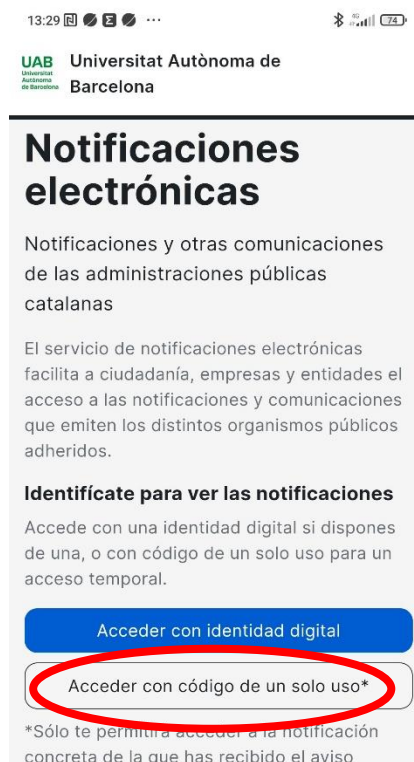 13:29
74
UAB
Universitat
Autònoma
de Barcelona
Universitat Autònoma de
Barcelona
Notificaciones
electrónicas
Notificaciones y otras comunicaciones
de las administraciones públicas
catalanas
El servicio de notificaciones electrónicas
facilita a ciudadanía, empresas y entidades el
acceso a las notificaciones y comunicaciones
que emiten los distintos organismos públicos
adheridos.
Identifícate para ver las notificaciones
Accede con una identidad digital si dispones
de una, o con código de un solo uso para un
acceso temporal.
Acceder con identidad digital
Acceder con código de un solo uso*
*Sólo te permitirá acceder a la notificación
concreta de la que has recibido el aviso